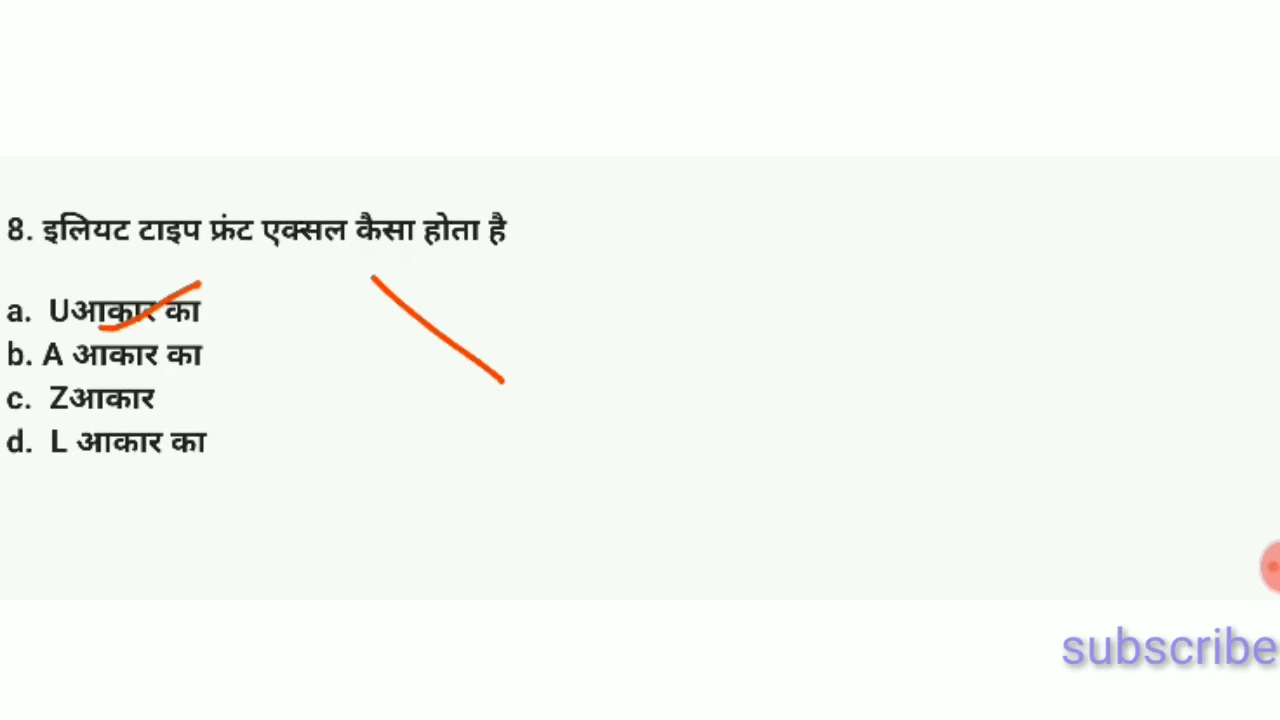 8. इलियट टाइप फ्रंट एक्सल कैसा होता है
a. Uआकार का
b. A आकार का
c. Zआकार
d. L आकार का
subscribe